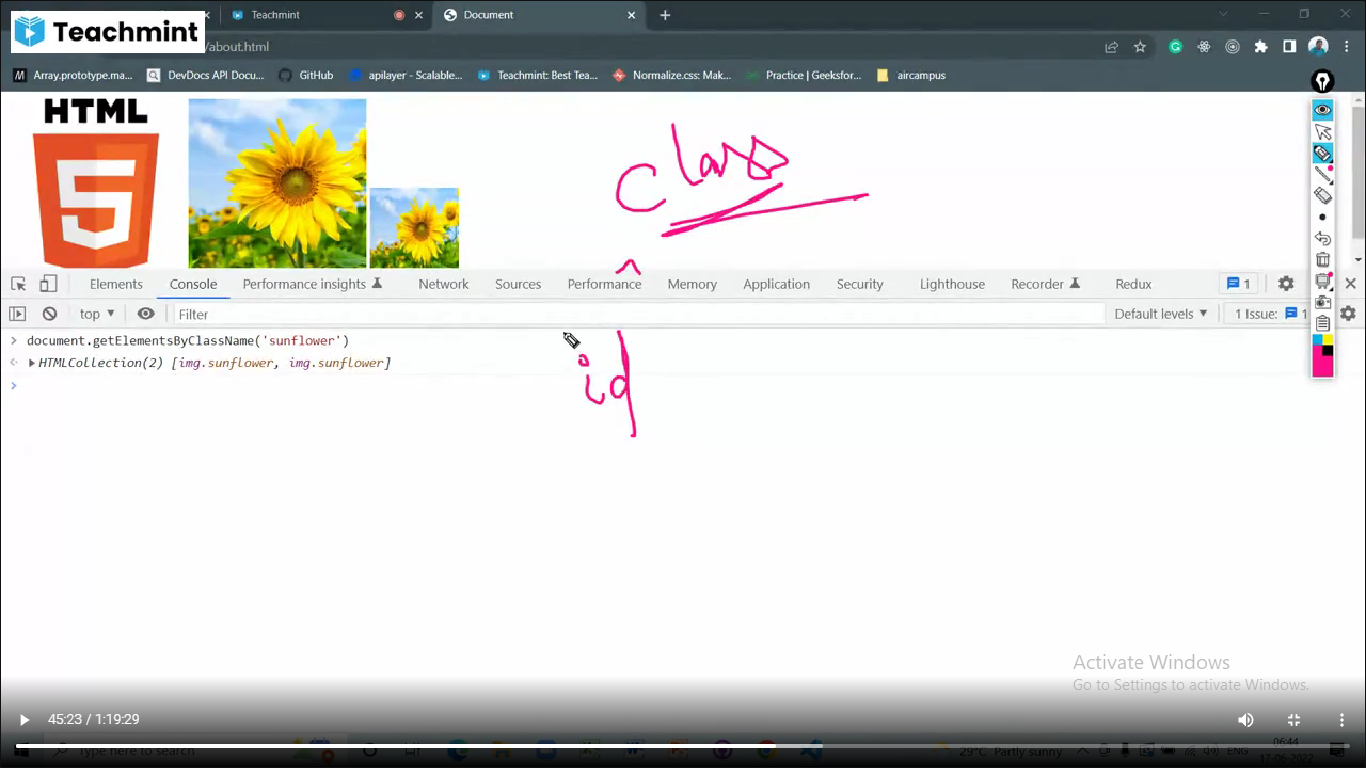 Teachmint
Teachmint
Document
/about.html
Array.prototype.ma...
DevDocs API Docu...
GitHub
apilayer - Scalable...
Teachmint: Best Tea...
Normalize.css: Mak...
Practice | Geeksfor...
aircampus
HTML
5
Class
Elements
Console
Performance insights
Network
Sources
Performance
Memory
Application
Security
Lighthouse
Recorder
Redux
1
top
Filter
Default levels
1 Issue:
1
document.getElementsByClassName('sunflower')
HTMLCollection(2) [img.sunflower, img.sunflower]
id
Activate Windows
Go to Settings to activate Windows.
45:23 / 1:19:29
Type here to search
29°C Partly sunny
ENG
06:44
17-06-2022